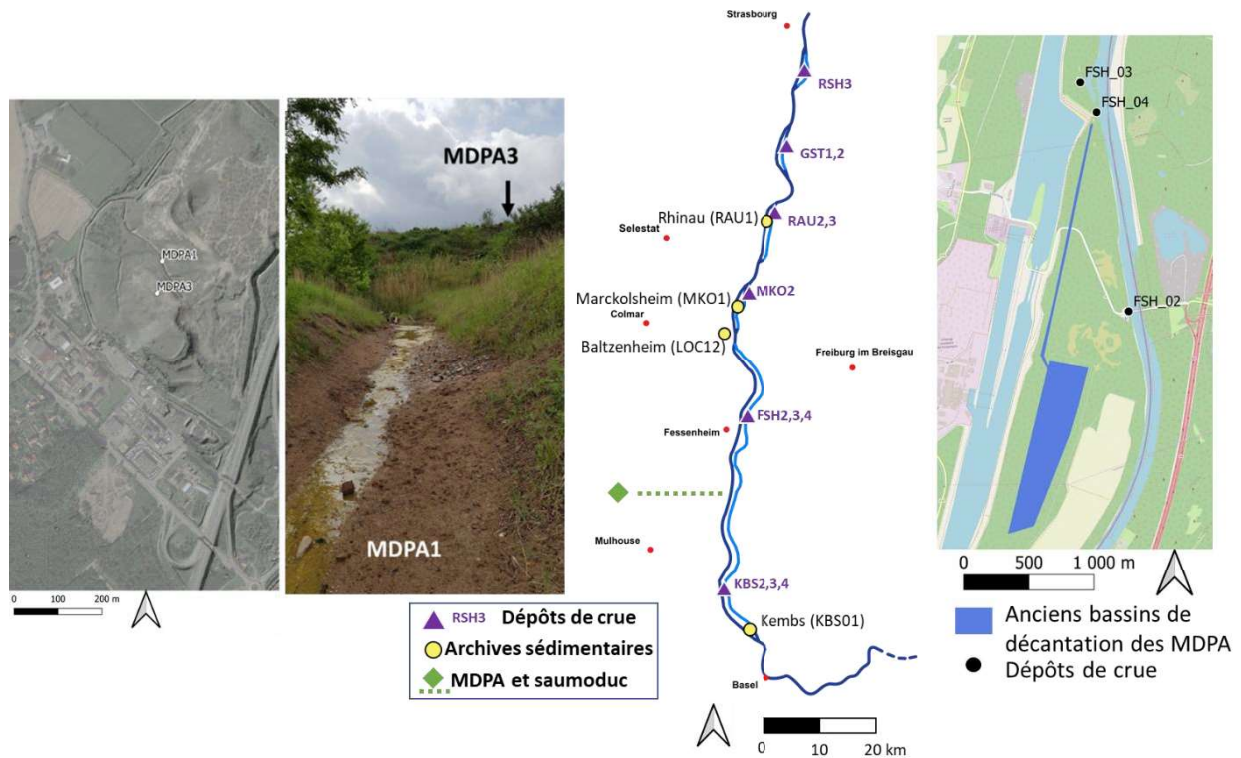 MDPA1
MDPA3
0 100 200 m
MDPA3
MDPA1
Strasbourg
RSH3
GST1,2
Rhinau (RAU1)
RAU2,3
Selestat
MKO2
Marckolsheim (MKO1)
Colmar
Baltzenheim (LOC12)
Freiburg im Breisgau
FSH2,3,4
Fessenheim
Mulhouse
KBS2,3,4
Kembs (KBS01)
Basel
0 10 20 km
RSH3 Dépôts de crue
Archives sédimentaires
MDPA et saumoduc
FSH_03
FSH_04
FSH_02
0 500 1 000 m
Anciens bassins de
décantation des MDPA
Dépôts de crue